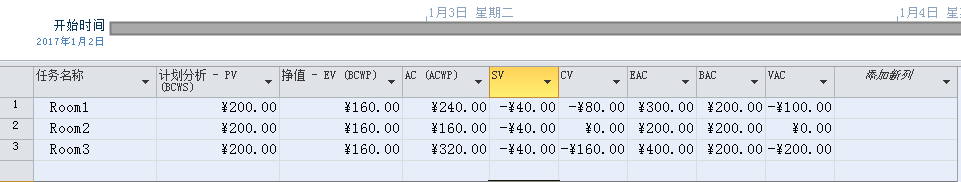 1月3日 星期二
1月4日 星
开始时间
2017年1月2日
任务名称 计划分析 - PV (BCWS) 挣值 - EV (BCWP) AC (ACWP) SV CV EAC BAC VAC 添加新列
1 Room1 ¥200.00 ¥160.00 ¥240.00 -¥40.00 -¥80.00 ¥300.00 ¥200.00 -¥100.00
2 Room2 ¥200.00 ¥160.00 ¥160.00 -¥40.00 ¥0.00 ¥200.00 ¥200.00 ¥0.00
3 Room3 ¥200.00 ¥160.00 ¥320.00 -¥40.00 -¥160.00 ¥400.00 ¥200.00 -¥200.00